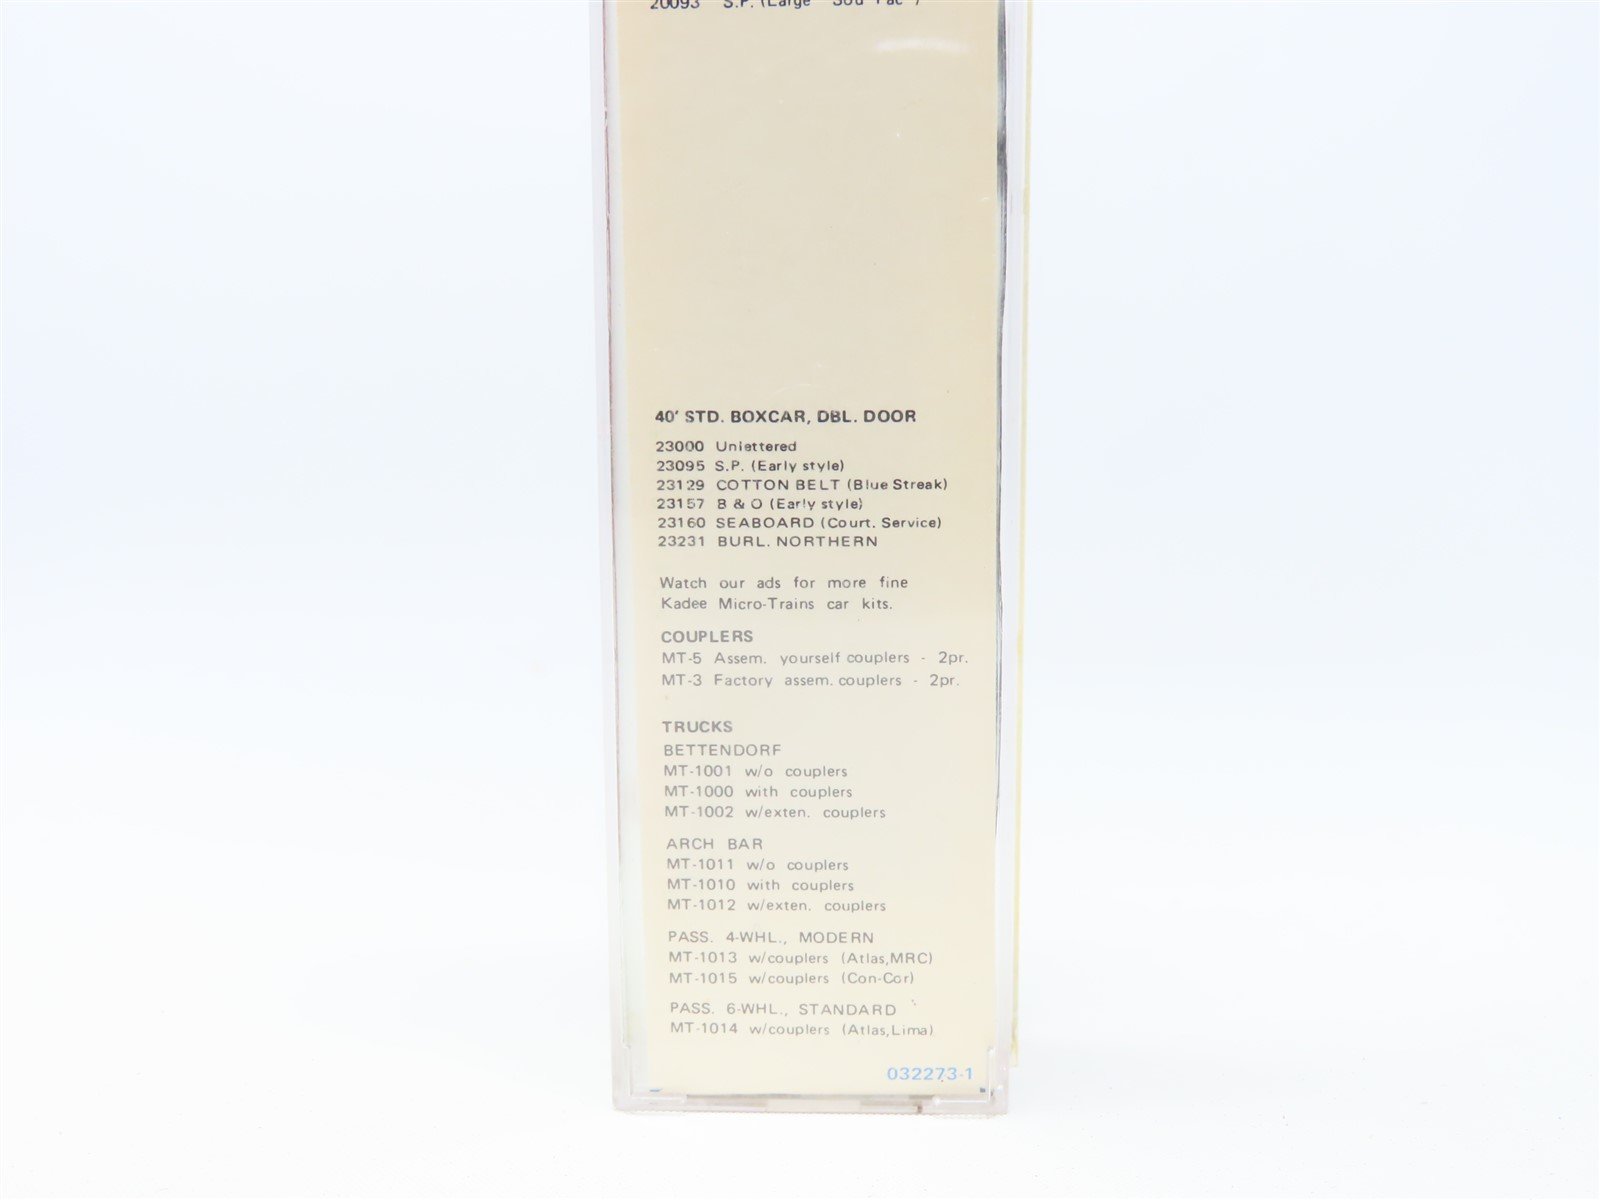 20093 S.P. (Large "Sou Pac")
40' STD. BOXCAR, DBL. DOOR
23000 Unlettered
23095 S.P. (Early style)
23129 COTTON BELT (Blue Streak)
23157 B & O (Early style)
23160 SEABOARD (Court. Service)
23231 BURL. NORTHERN
Watch our ads for more fine
Kadee Micro-Trains car kits.
COUPLERS
MT-5 Assem. yourself couplers - 2pr.
MT-3 Factory assem. couplers - 2pr.
TRUCKS
BETTENDORF
MT-1001 w/o couplers
MT-1000 with couplers
MT-1002 w/exten. couplers
ARCH BAR
MT-1011 w/o couplers
MT-1010 with couplers
MT-1012 w/exten. couplers
PASS. 4-WHL., MODERN
MT-1013 w/couplers (Atlas,MRC)
MT-1015 w/couplers (Con-Cor)
PASS. 6-WHL., STANDARD
MT-1014 w/couplers (Atlas,Lima)
032273-1